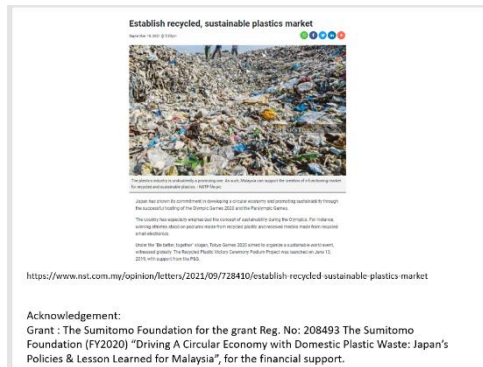 Establish recycled, sustainable plastics market
The plastics industry is undoubtedly a promising one. As such, Malaysia can support the creation of a functioning market
for recycled and sustainable plastics. -
Japan has shown its commitment in developing a circular economy and promoting sustainability through
the successful hosting of the Olympic Games 2020 and the Paralympic Games.
The country has especially emphasised the concept of sustainability during the Olympics. For instance,
winning athletes stood on podiums made from recycled plastic and received medals made from recycled
small electronics.
Under the 'Be better, together' slogan, Tokyo Games 2020 aimed to organise a sustainable world event,
witnessed globally. The Recycled Plastic Victory Ceremony Podium Project was launched on June
2019, with support from the P&G.
https://www.nst.com.my/opinion/letters/2021/09/728410/establish-recycled-sustainable-plastics-market
Acknowledgement:
Grant : The Sumitomo Foundation for the grant Reg. No: 208493 The Sumitomo
Foundation (FY2020) “Driving A Circular Economy with Domestic Plastic Waste: Japan’s
Policies & Lesson Learned for Malaysia”, for the financial support.